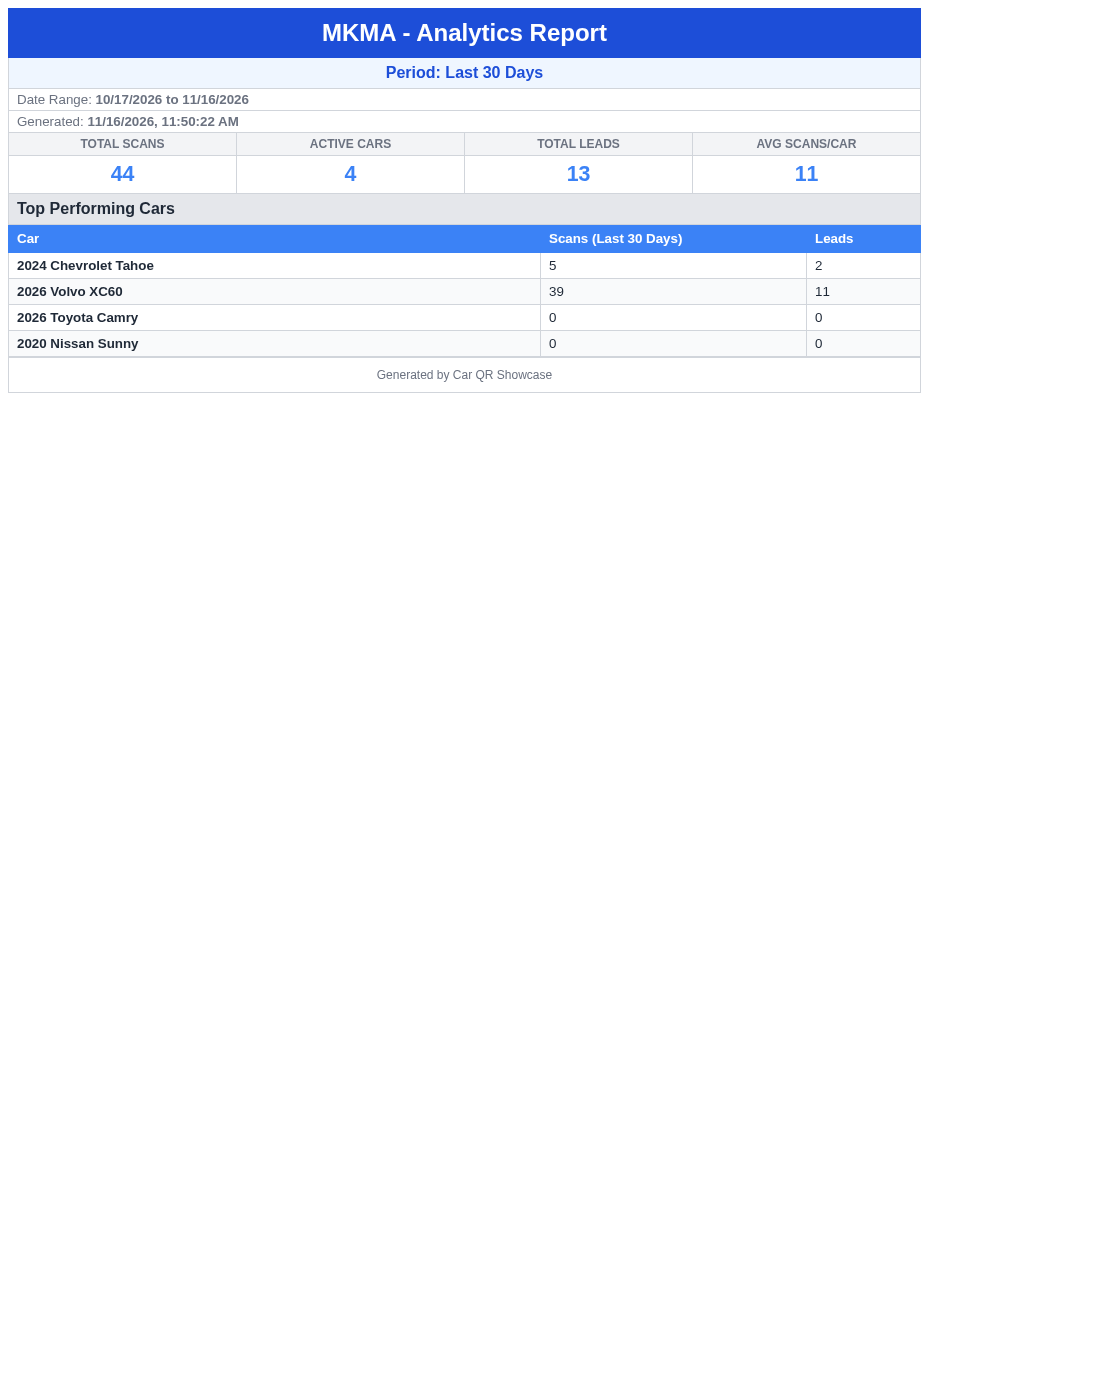 MKMA - Analytics Report
Period: Last 30 Days
Date Range: 10/17/2026 to 11/16/2026
Generated: 11/16/2026, 11:50:22 AM
TOTAL SCANS ACTIVE CARS TOTAL LEADS AVG SCANS/CAR
44 4 13 11
Top Performing Cars
Car Scans (Last 30 Days) Leads
2024 Chevrolet Tahoe 5 2
2026 Volvo XC60 39 11
2026 Toyota Camry 0 0
2020 Nissan Sunny 0 0
Generated by Car QR Showcase